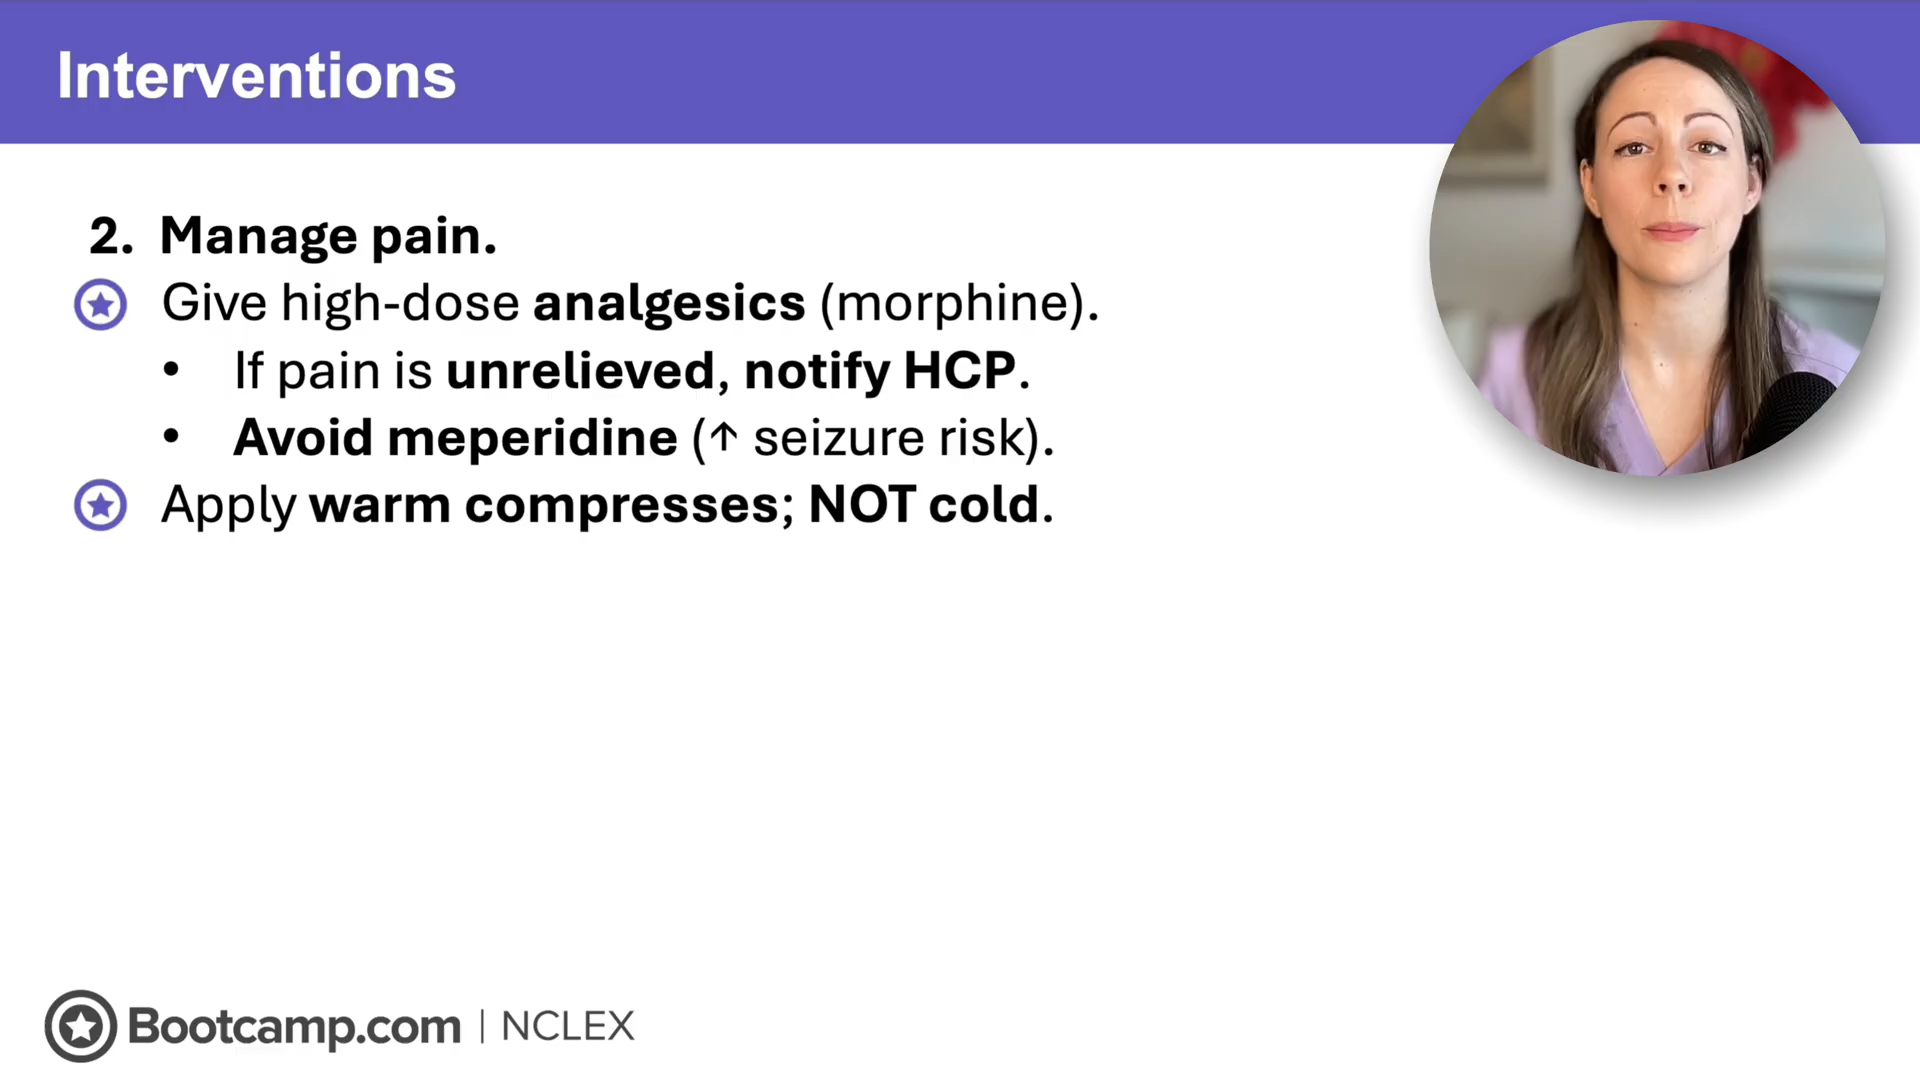 Interventions
2. Manage pain.
Give high-dose analgesics (morphine).
• If pain is unrelieved, notify HCP.
• Avoid meperidine (↑ seizure risk).
Apply warm compresses; NOT cold.
Bootcamp.com | NCLEX